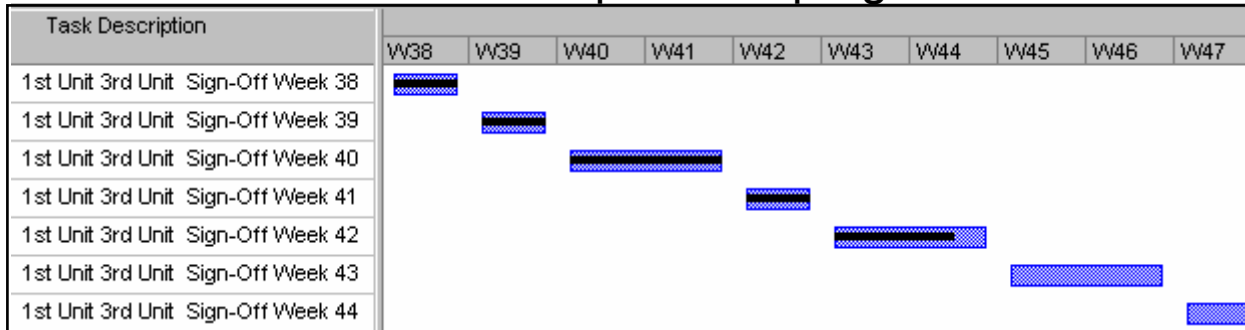 Task Description
W38 W39 W40 W41 W42 W43 W44 W45 W46 W47
1st Unit 3rd Unit Sign-Off Week 38
1st Unit 3rd Unit Sign-Off Week 39
1st Unit 3rd Unit Sign-Off Week 40
1st Unit 3rd Unit Sign-Off Week 41
1st Unit 3rd Unit Sign-Off Week 42
1st Unit 3rd Unit Sign-Off Week 43
1st Unit 3rd Unit Sign-Off Week 44